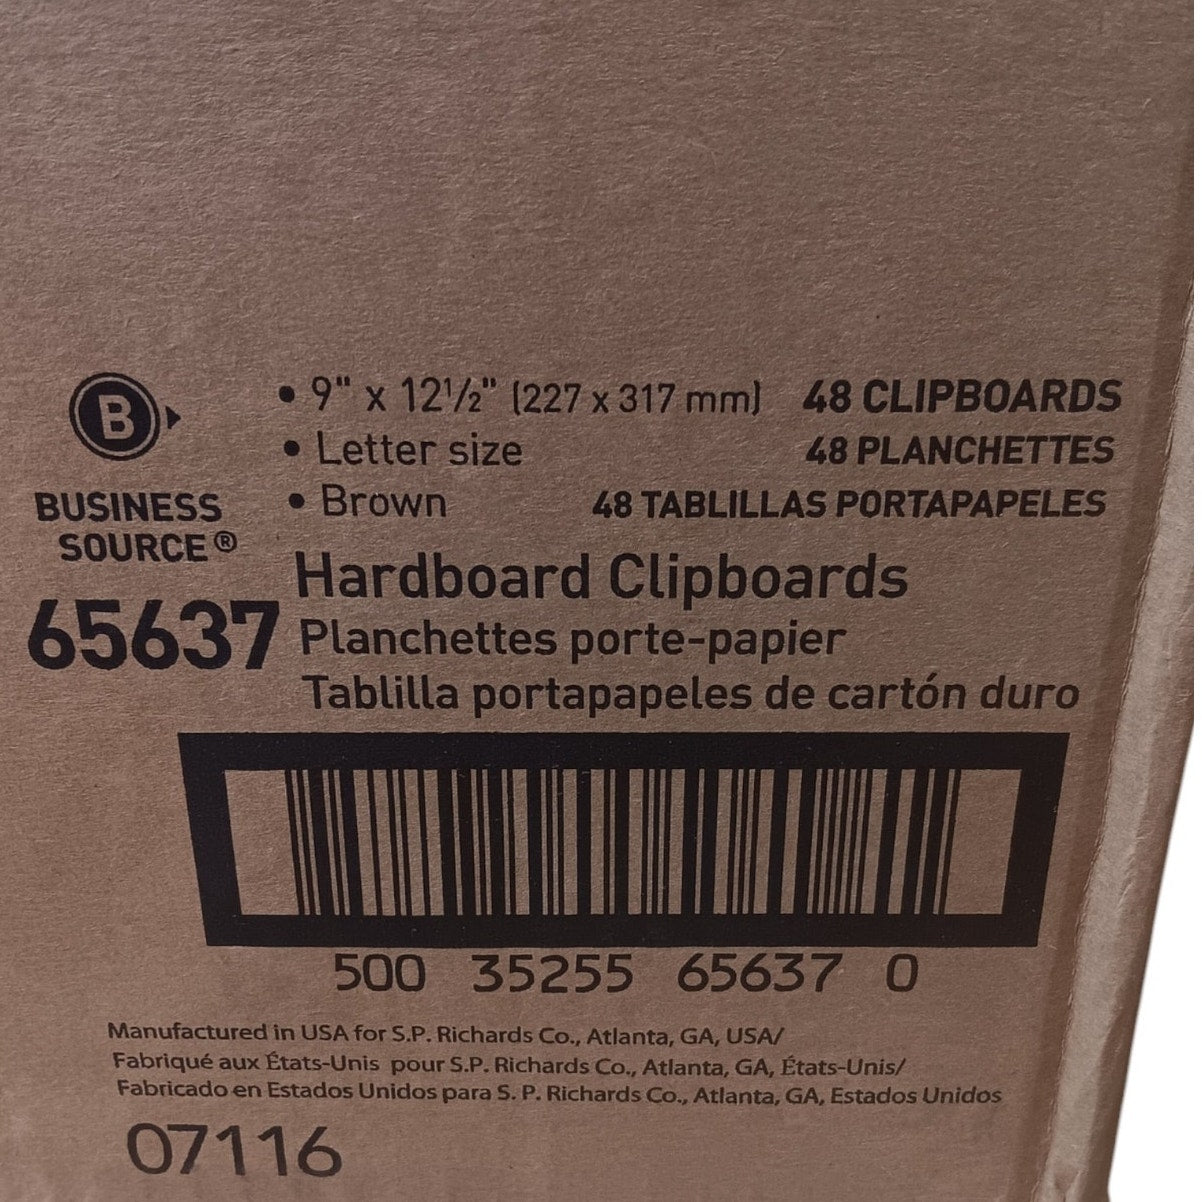 B
BUSINESS
SOURCE®
65637
• 9" x 12½" (227 x 317 mm)
• Letter size
• Brown
48 CLIPBOARDS
48 PLANCHETTES
48 TABLILLAS PORTAPAPELES
Hardboard Clipboards
Planchettes porte-papier
Tablilla portapapeles de cartón duro
500 35255 65637 0
Manufactured in USA for S.P. Richards Co., Atlanta, GA, USA/
Fabriqué aux États-Unis pour S.P. Richards Co., Atlanta, GA, États-Unis/
Fabricado en Estados Unidos para S. P. Richards Co., Atlanta, GA, Estados Unidos
07116